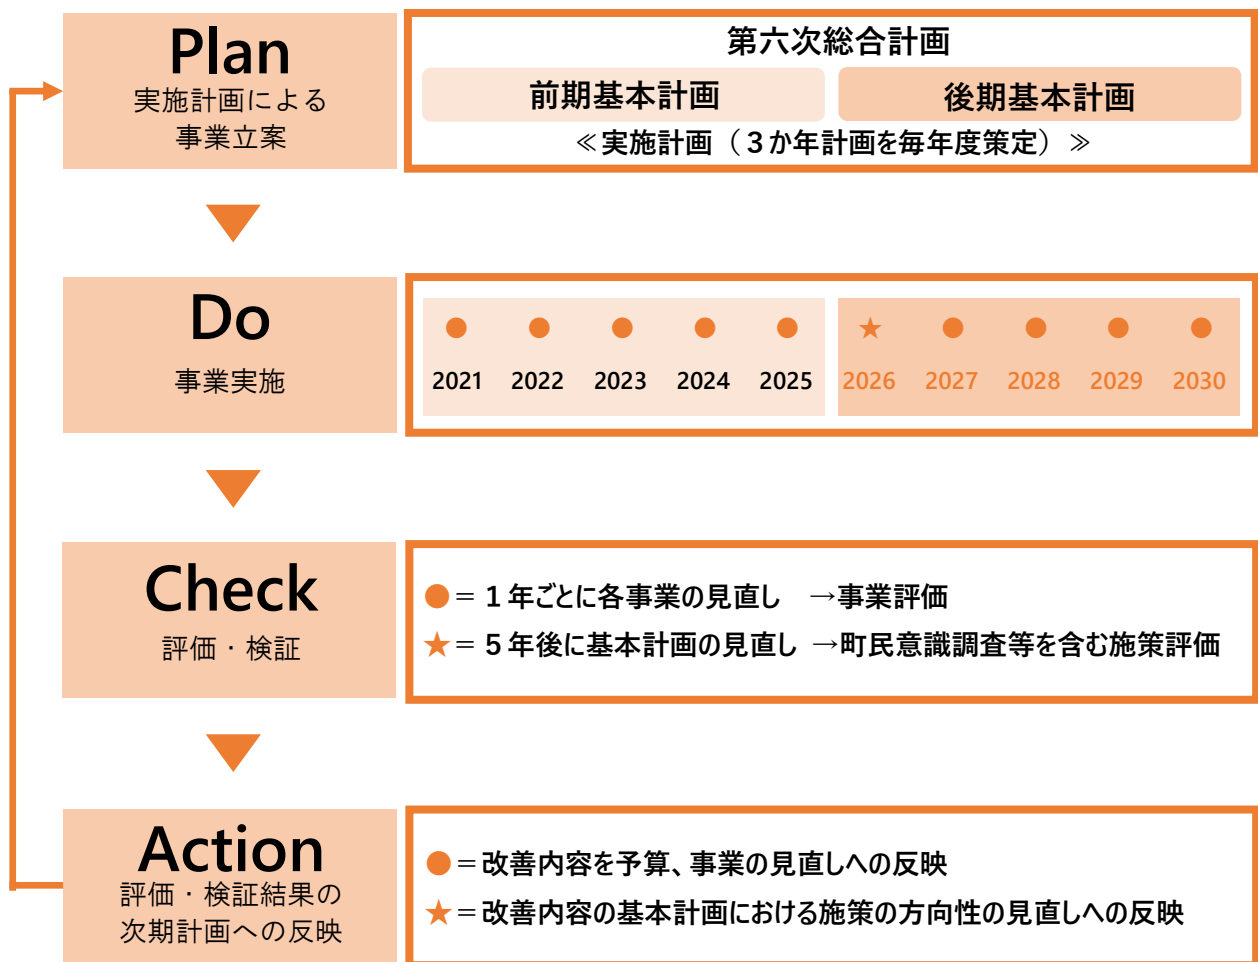 Plan
実施計画による
事業立案
第六次総合計画
前期基本計画
後期基本計画
≪実施計画（３か年計画を毎年度策定）≫
Do
事業実施
● ● ● ● ● ★ ● ● ● ●
2021 2022 2023 2024 2025 2026 2027 2028 2029 2030
Check
評価・検証
●＝１年ごとに各事業の見直し　→事業評価
★＝５年後に基本計画の見直し　→町民意識調査等を含む施策評価
Action
評価・検証結果の
次期計画への反映
●＝改善内容を予算、事業の見直しへの反映
★＝改善内容の基本計画における施策の方向性の見直しへの反映